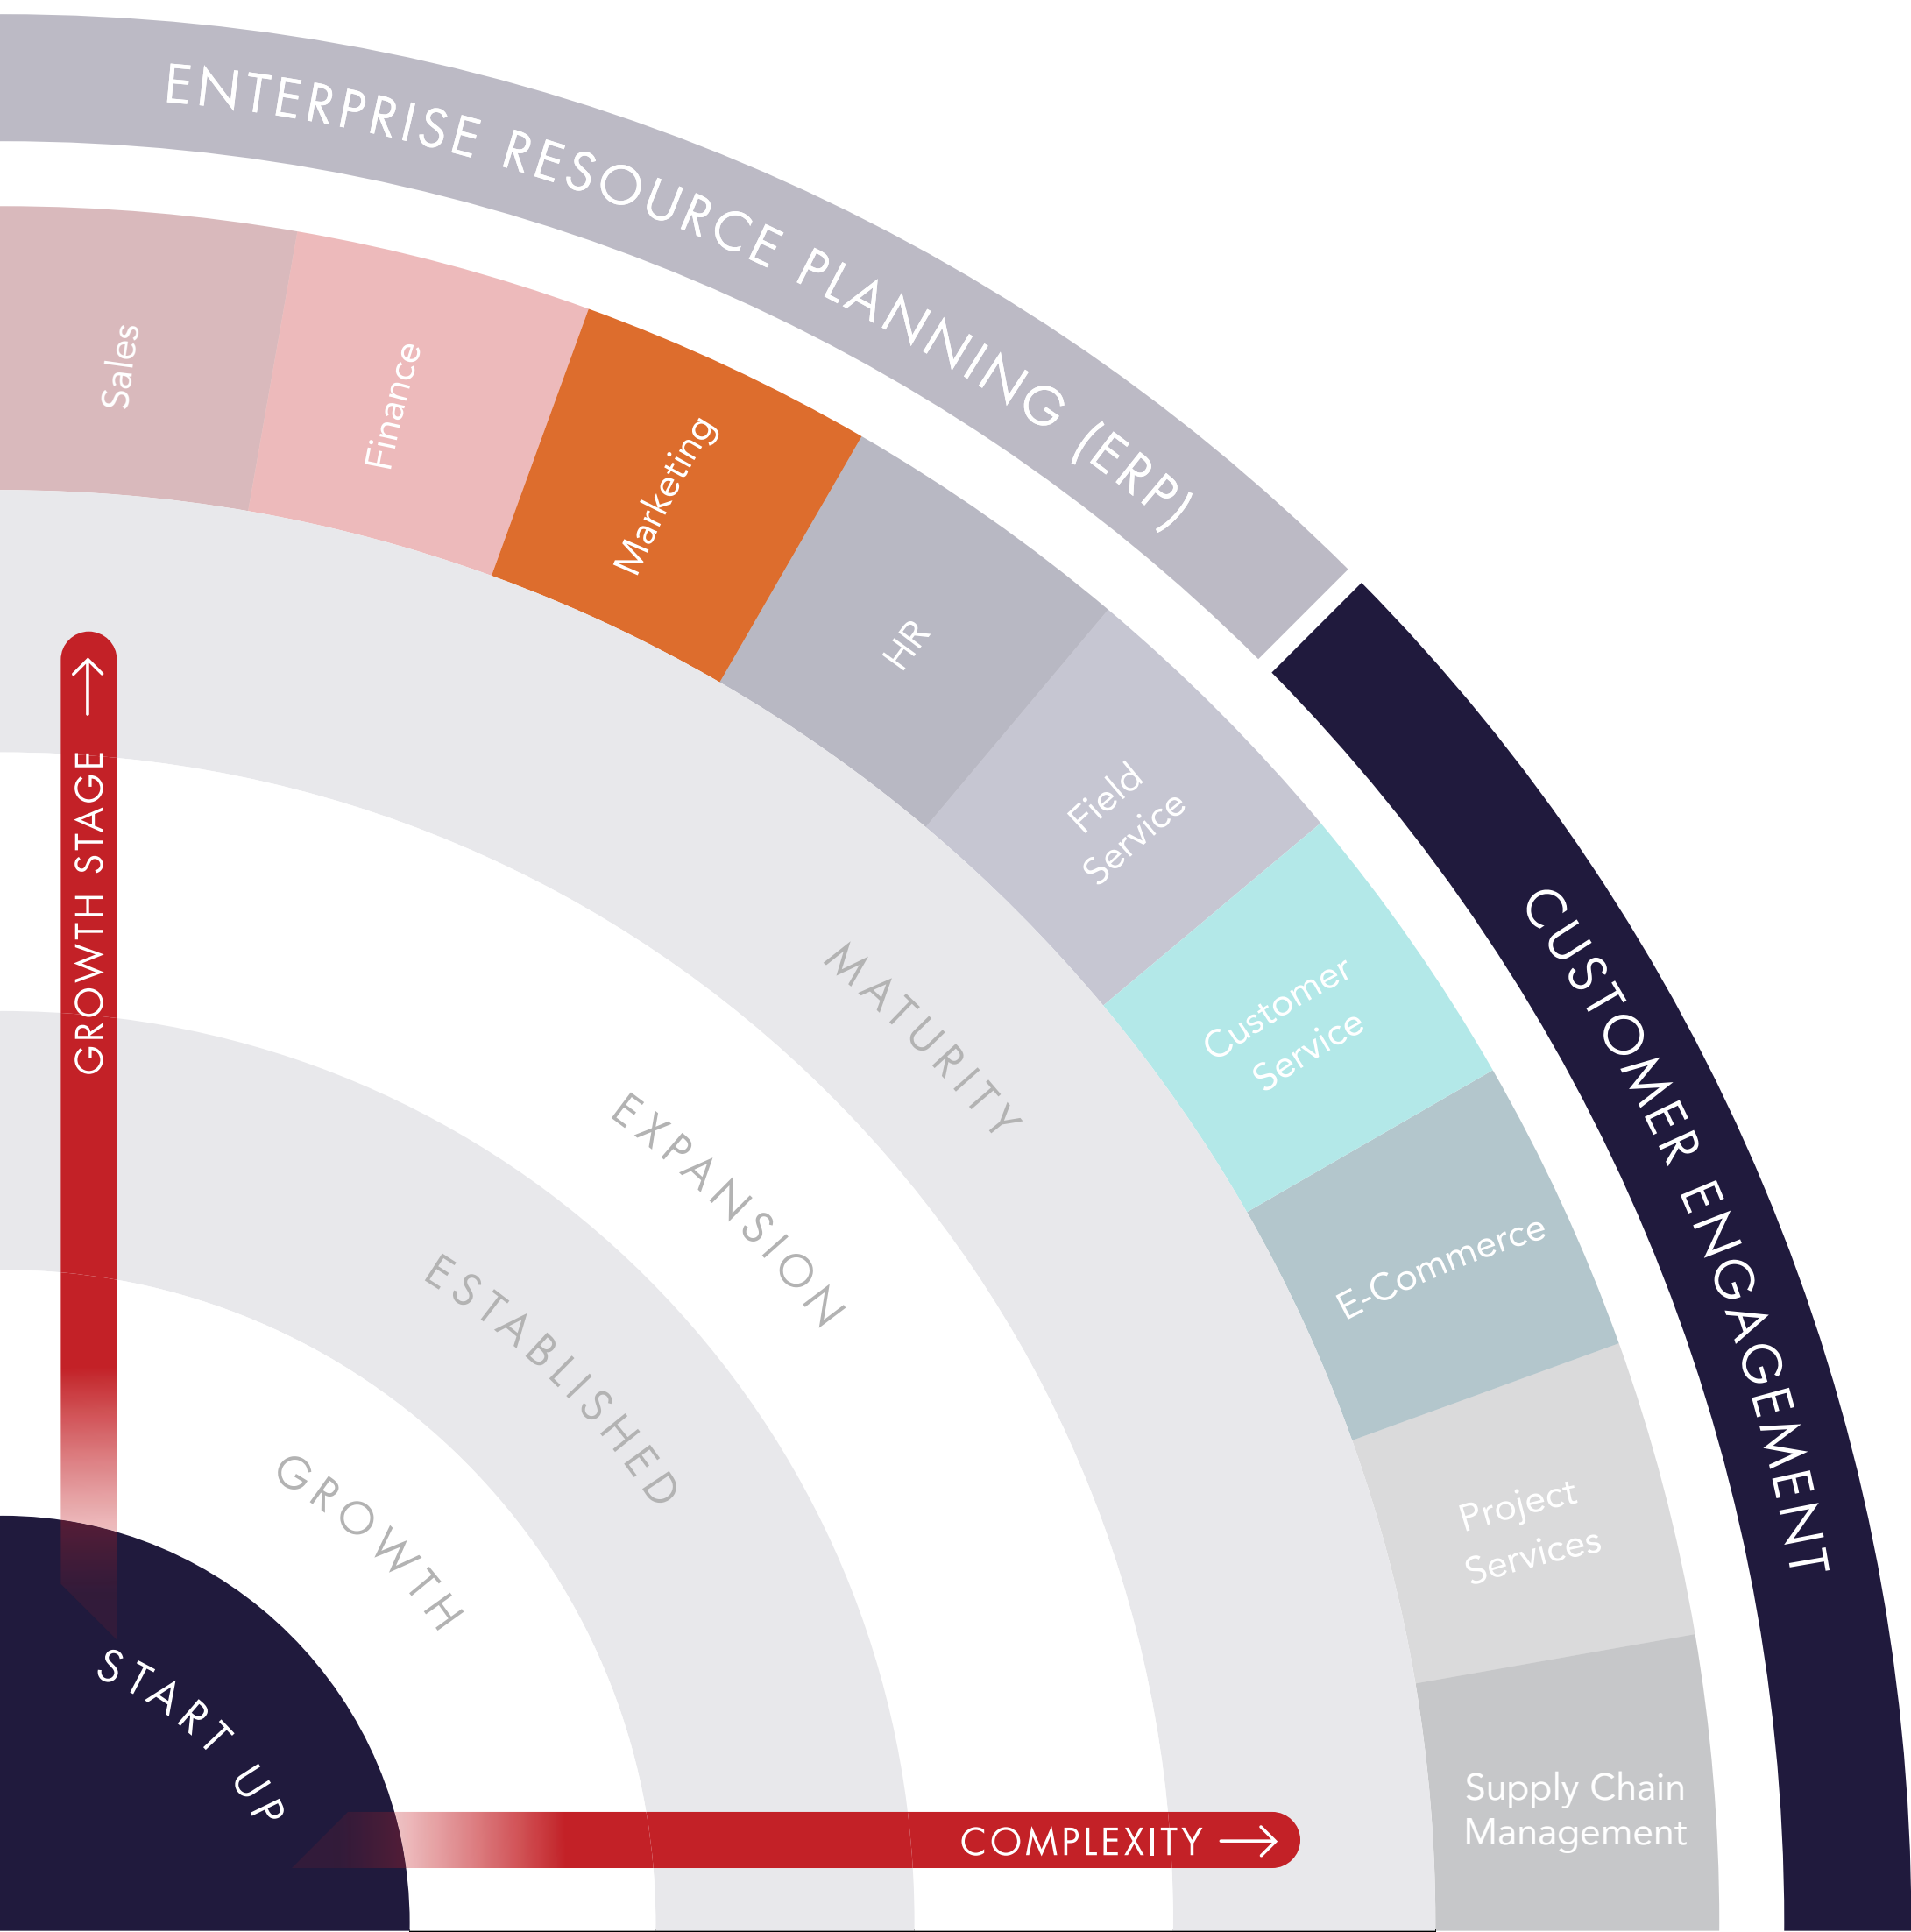 ENTERPRISE RESOURCE PLANNING (ERP)
CUSTOMER ENGAGEMENT
Sales
Finance
Marketing
HR
Field
Service
Customer
Service
E-Commerce
Project
Services
Supply Chain
Management
GROWTH STAGE
MATURITY
EXPANSION
ESTABLISHED
GROWTH
START UP
COMPLEXITY